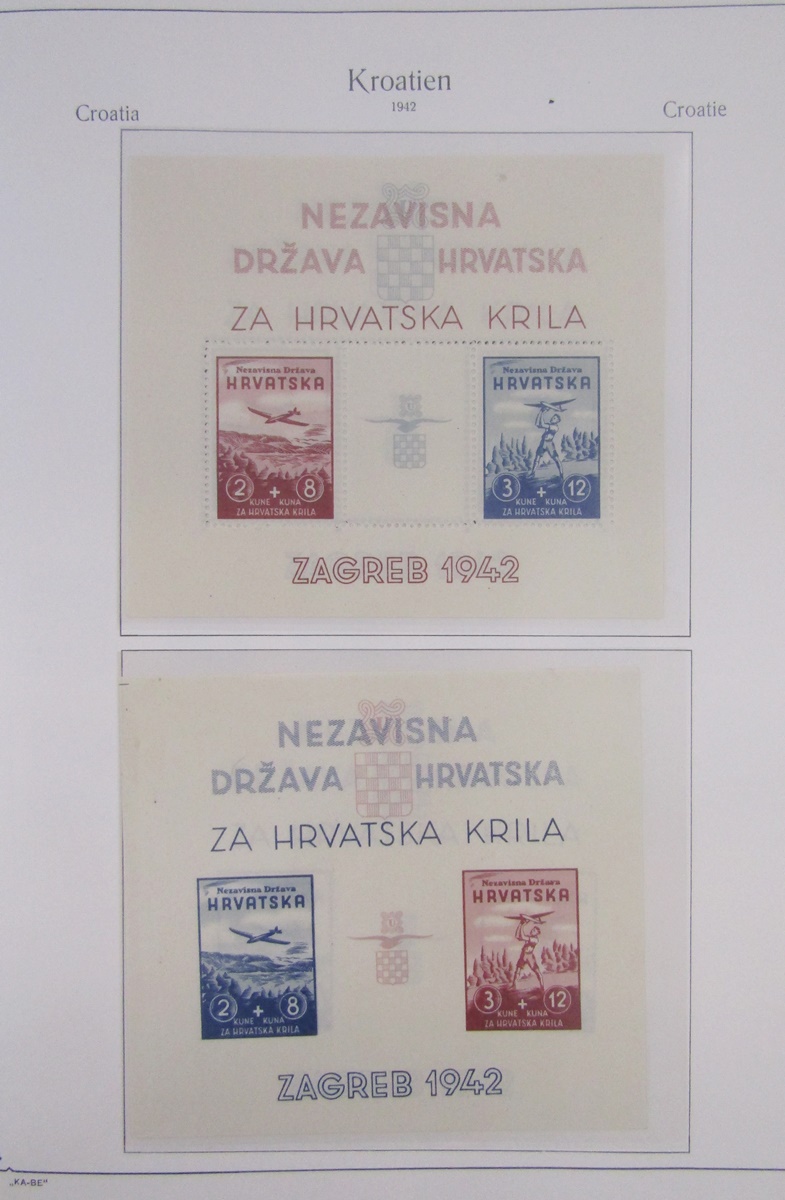 Kroatien
Croatia 1942 Croatie
NEZAVISNA
DRŽAVA HRVATSKA
ZA HRVATSKA KRILA
Nezavisna Država
HRVATSKA
2 + 8
KUNE KUNA
ZA HRVATSKA KRILA
Nezavisna Država
HRVATSKA
3 + 12
KUNE KUNA
ZA HRVATSKA KRILA
ZAGREB 1942
NEZAVISNA
DRŽAVA HRVATSKA
ZA HRVATSKA KRILA
Nezavisna Država
HRVATSKA
2 + 8
KUNE KUNA
ZA HRVATSKA KRILA
Nezavisna Država
HRVATSKA
3 + 12
KUNE KUNA
ZA HRVATSKA KRILA
ZAGREB 1942
„KA-BE"